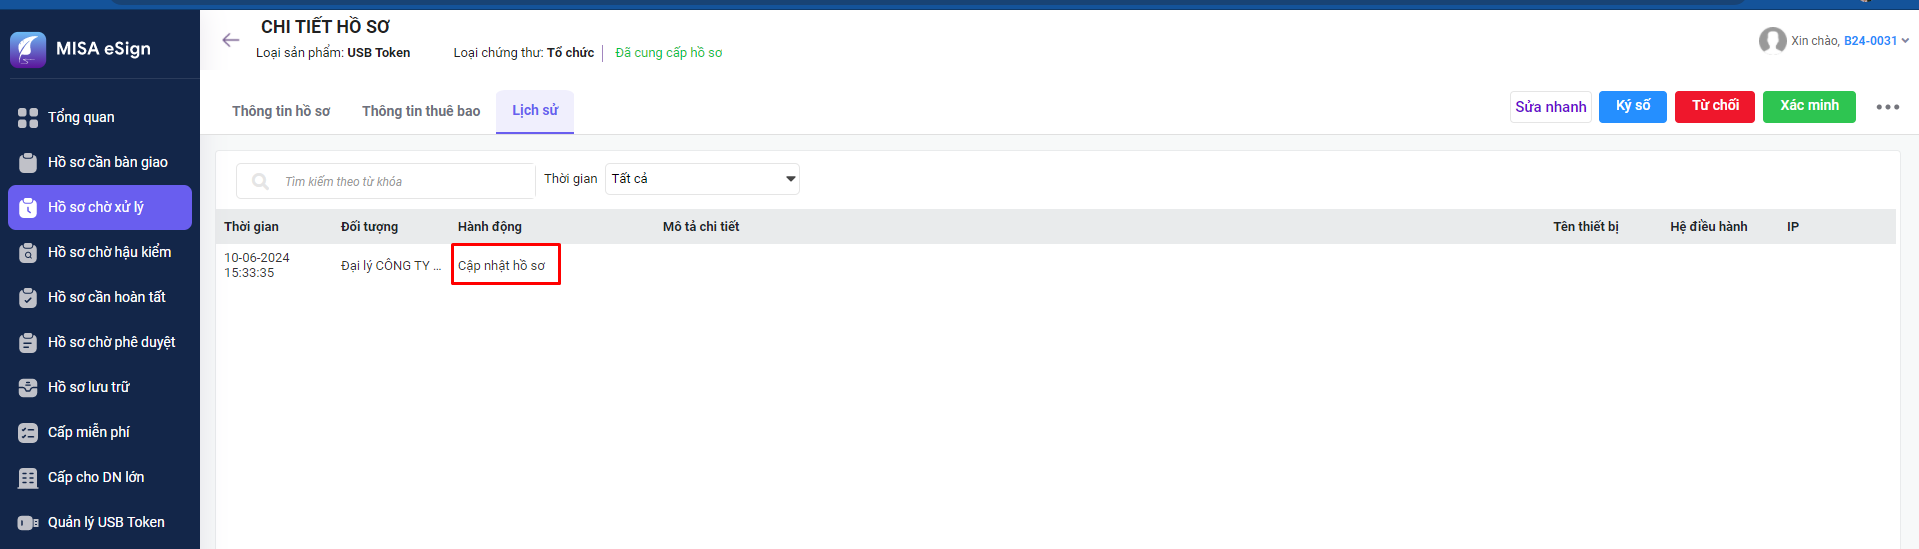 MISA eSign
Tổng quan
Hồ sơ cần bàn giao
Hồ sơ chờ xử lý
Hồ sơ chờ hậu kiểm
Hồ sơ cần hoàn tất
Hồ sơ chờ phê duyệt
Hồ sơ lưu trữ
Cấp miễn phí
Cấp cho DN lớn
Quản lý USB Token
CHI TIẾT HỒ SƠ
Loại sản phẩm: USB Token Loại chứng thư: Tổ chức Đã cung cấp hồ sơ
Xin chào, B24-0031
Thông tin hồ sơ Thông tin thuê bao Lịch sử
Sửa nhanh Ký số Từ chối Xác minh
Tìm kiếm theo từ khóa Thời gian Tất cả
Thời gian Đối tượng Hành động Mô tả chi tiết Tên thiết bị Hệ điều hành IP
10-06-2024
15:33:35
Đại lý CÔNG TY ... Cập nhật hồ sơ